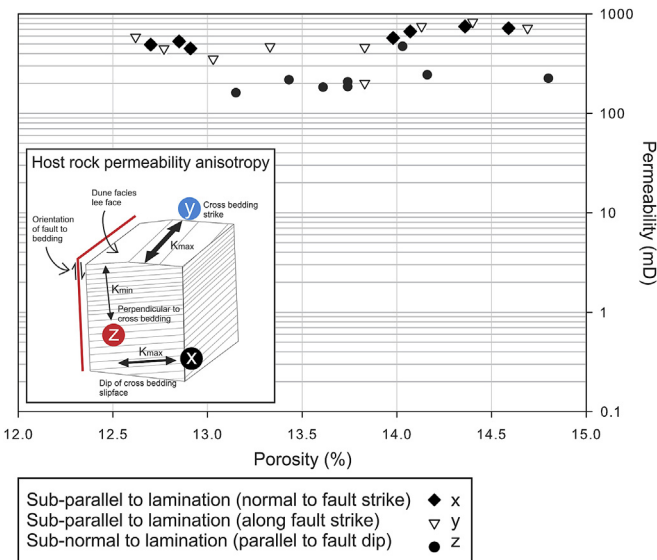 1000
100
10
1
0.1
Permeability (mD)
Host rock permeability anisotropy
Dune facies
lee face
y
Cross bedding
strike
Orientation
of fault to
bedding
Kmax
Kmin
Perpendicular to
cross bedding
z
Kmax
x
Dip of cross bedding
slipface
12.0 12.5 13.0 13.5 14.0 14.5 15.0
Porosity (%)
Sub-parallel to lamination (normal to fault strike) x
Sub-parallel to lamination (along fault strike) y
Sub-normal to lamination (parallel to fault dip) z